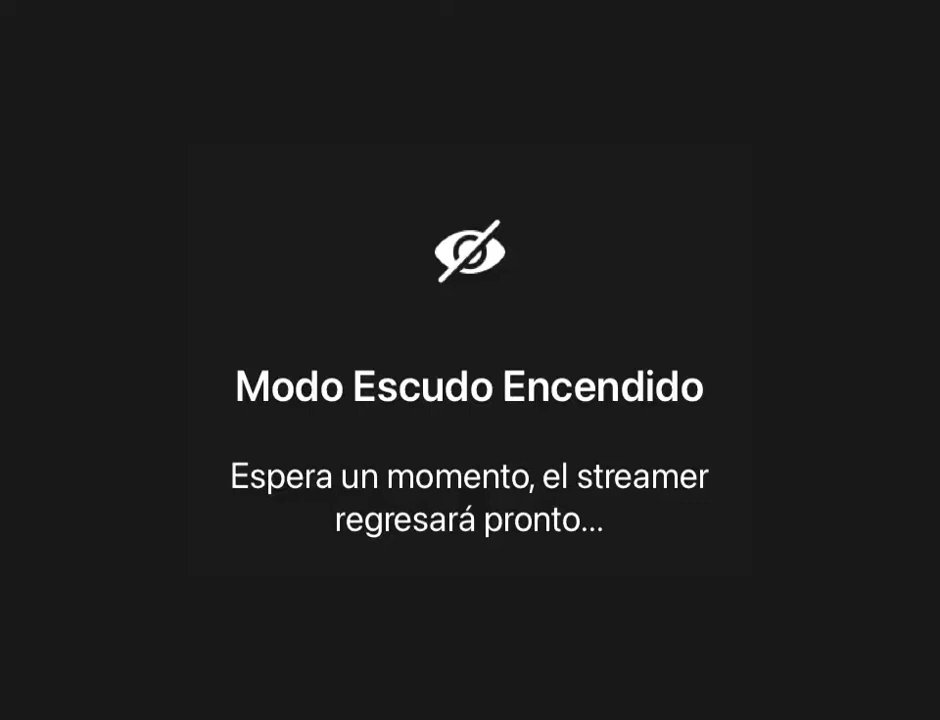 Modo Escudo Encendido
Espera un momento, el streamer
regresará pronto...